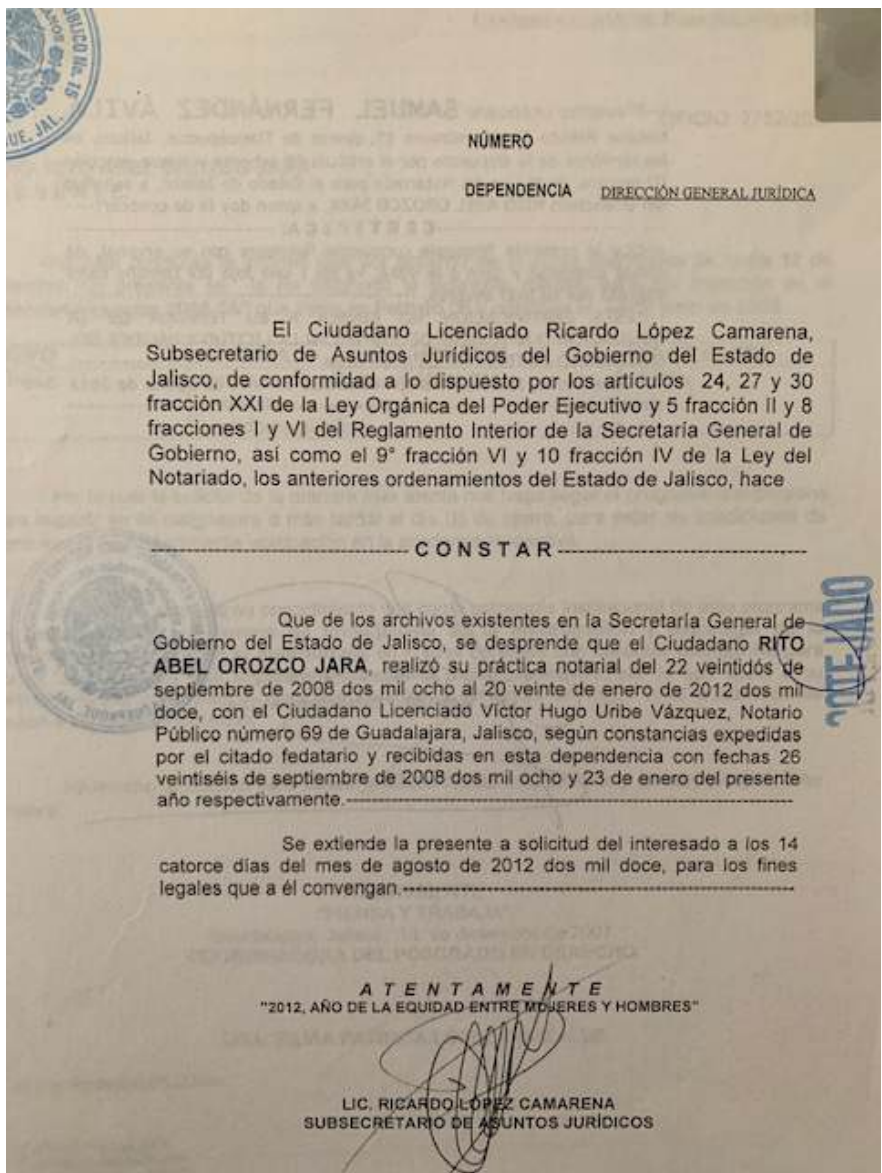 PÚBLICO No. 15
JAL.
SAMUEL FERNÁNDEZ ÁVIL
NÚMERO
DEPENDENCIA DIRECCIÓN GENERAL JURÍDICA
El Ciudadano Licenciado Ricardo López Camarena,
Subsecretario de Asuntos Jurídicos del Gobierno del Estado de
Jalisco, de conformidad a lo dispuesto por los artículos 24, 27 y 30
fracción XXI de la Ley Orgánica del Poder Ejecutivo y 5 fracción II y 8
fracciones I y VI del Reglamento Interior de la Secretaría General de
Gobierno, así como el 9° fracción VI y 10 fracción IV de la Ley del
Notariado, los anteriores ordenamientos del Estado de Jalisco, hace
------------------------------- C O N S T A R ------------------------------
Que de los archivos existentes en la Secretaría General de
Gobierno del Estado de Jalisco, se desprende que el Ciudadano RITO
ABEL OROZCO JARA, realizó su práctica notarial del 22 veintidós de
septiembre de 2008 dos mil ocho al 20 veinte de enero de 2012 dos mil
doce, con el Ciudadano Licenciado Víctor Hugo Uribe Vázquez, Notario
Público número 69 de Guadalajara, Jalisco, según constancias expedidas
por el citado fedatario y recibidas en esta dependencia con fechas 26
veintiséis de septiembre de 2008 dos mil ocho y 23 de enero del presente
año respectivamente.------------------------------------------------------
COTEJADO
Se extiende la presente a solicitud del interesado a los 14
catorce días del mes de agosto de 2012 dos mil doce, para los fines
legales que a él convengan.-----------------------------------------------
A T E N T A M E N T E
"2012, AÑO DE LA EQUIDAD ENTRE MUJERES Y HOMBRES"
LIC. RICARDO LÓPEZ CAMARENA
SUBSECRETARIO DE ASUNTOS JURÍDICOS